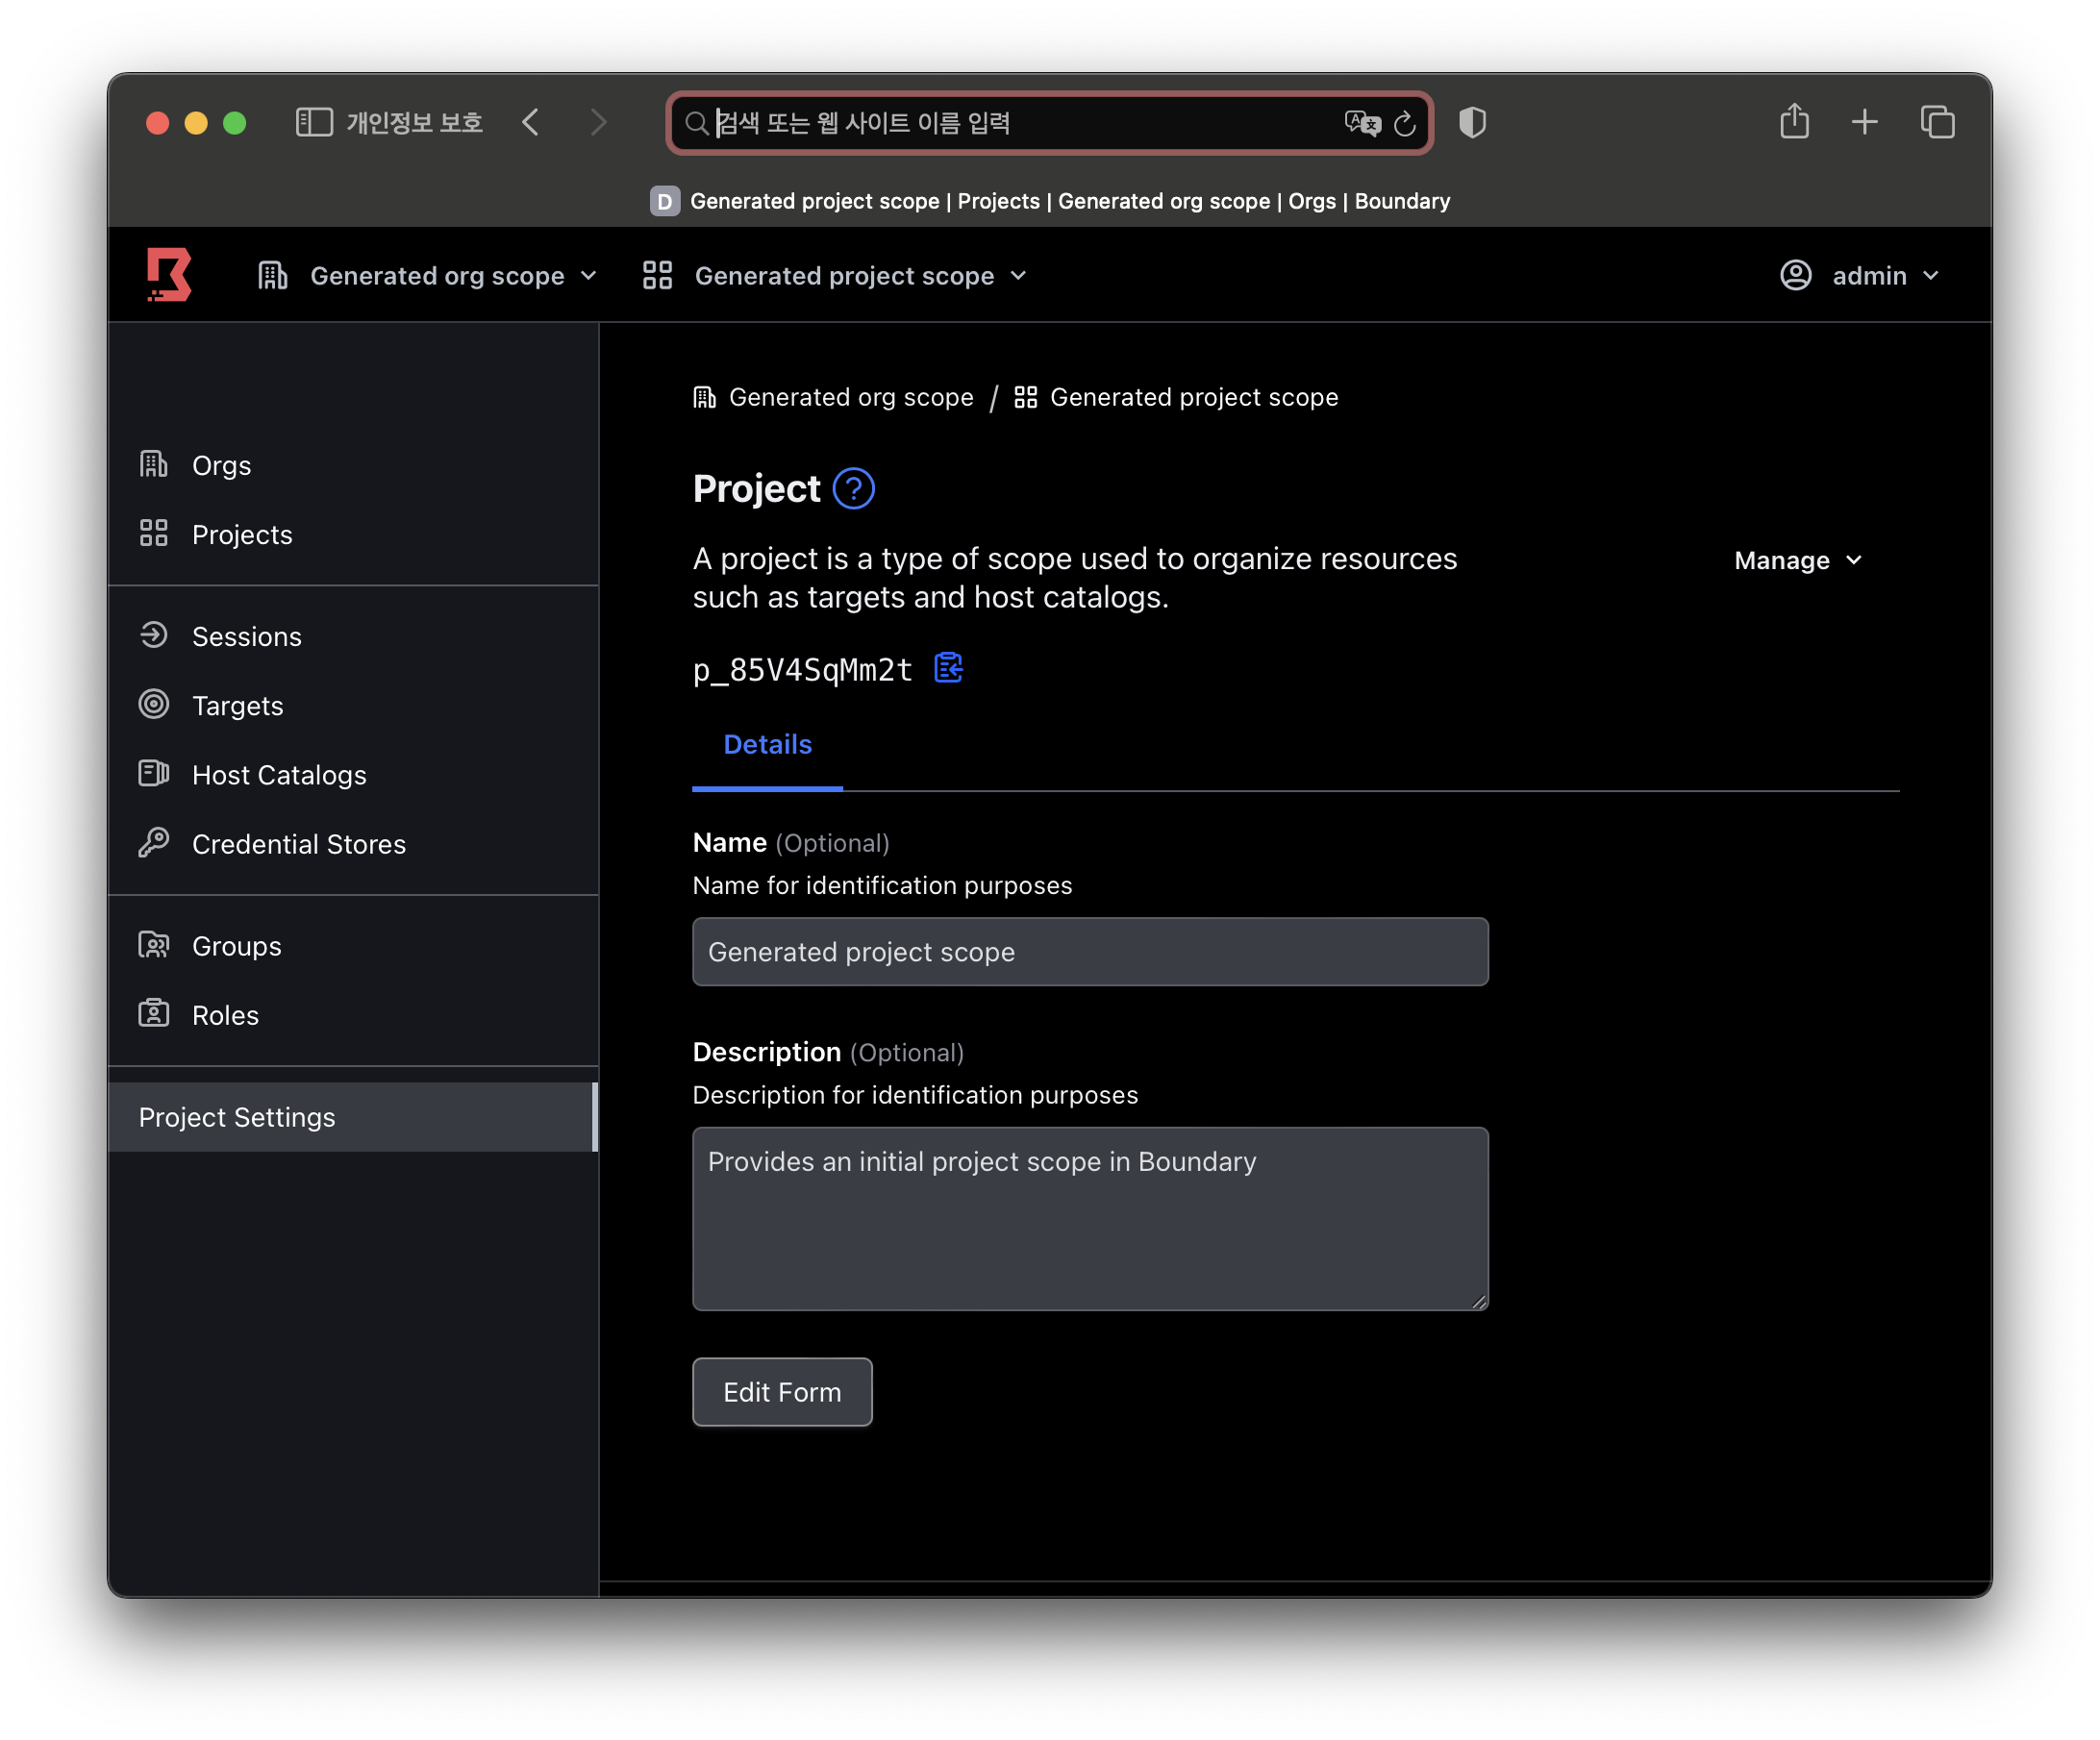 개인정보 보호
검색 또는 웹 사이트 이름 입력
D Generated project scope | Projects | Generated org scope | Orgs | Boundary
Generated org scope
Generated project scope
admin
Orgs
Projects
Sessions
Targets
Host Catalogs
Credential Stores
Groups
Roles
Project Settings
Generated org scope / Generated project scope
Project ?
A project is a type of scope used to organize resources
such as targets and host catalogs.
Manage
p_85V4SqMm2t
Details
Name (Optional)
Name for identification purposes
Generated project scope
Description (Optional)
Description for identification purposes
Provides an initial project scope in Boundary
Edit Form